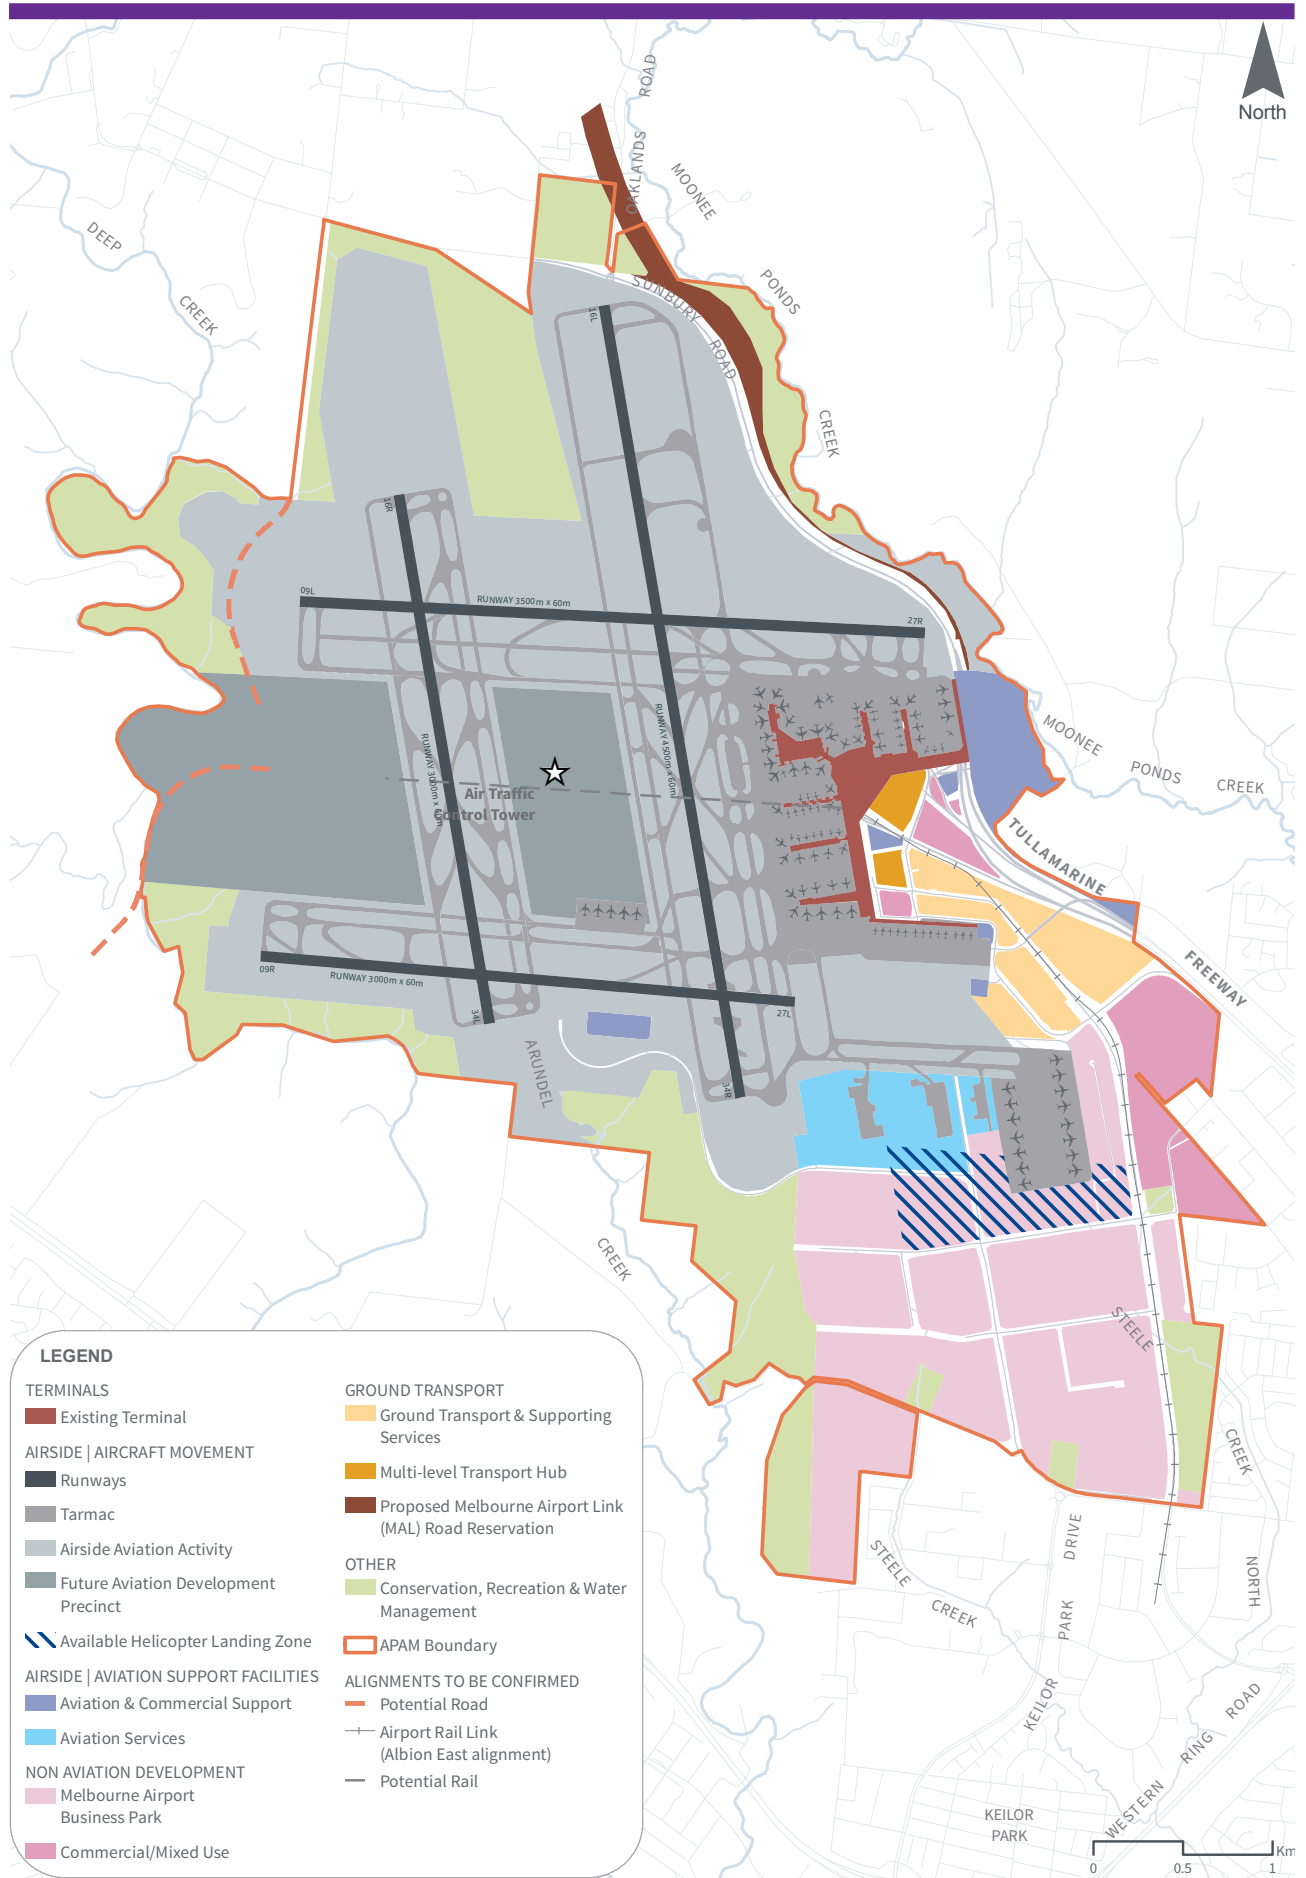 North
OAKLANDS ROAD
MOONEE
PONDS
CREEK
DEEP
CREEK
SUNBURY
ROAD
16L
16R
09L
RUNWAY 3500m x 60m
27R
RUNWAY 4500m x 60m
RUNWAY 3000m x 60m
Air Traffic
Control Tower
MOONEE
PONDS
CREEK
TULLAMARINE
FREEWAY
09R
RUNWAY 3000m x 60m
27L
34L
34R
ARUNDEL
CREEK
STEELE
CREEK
NORTH
STEELE
CREEK
KEILOR
PARK
DRIVE
WESTERN
RING
ROAD
KEILOR
PARK
0
0.5
1
Km
LEGEND
TERMINALS
Existing Terminal
AIRSIDE | AIRCRAFT MOVEMENT
Runways
Tarmac
Airside Aviation Activity
Future Aviation Development
Precinct
Available Helicopter Landing Zone
AIRSIDE | AVIATION SUPPORT FACILITIES
Aviation & Commercial Support
Aviation Services
NON AVIATION DEVELOPMENT
Melbourne Airport
Business Park
Commercial/Mixed Use
GROUND TRANSPORT
Ground Transport & Supporting
Services
Multi-level Transport Hub
Proposed Melbourne Airport Link
(MAL) Road Reservation
OTHER
Conservation, Recreation & Water
Management
APAM Boundary
ALIGNMENTS TO BE CONFIRMED
Potential Road
Airport Rail Link
(Albion East alignment)
Potential Rail